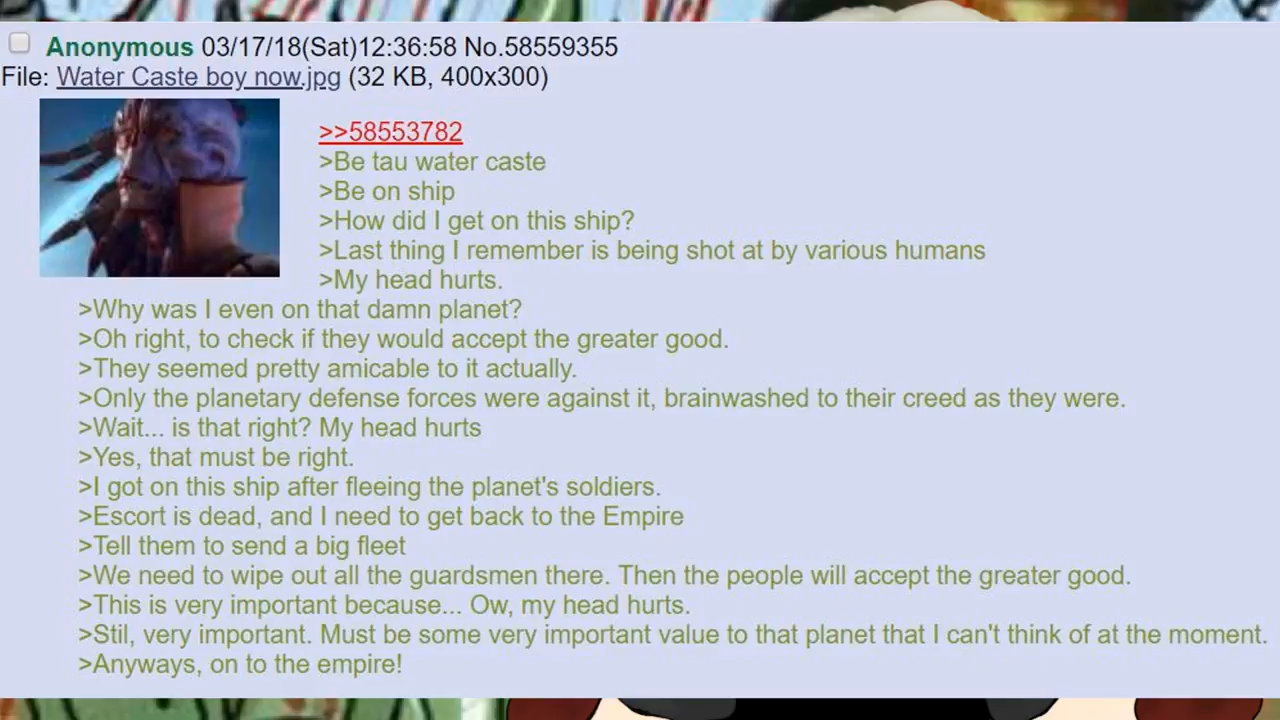 Anonymous 03/17/18(Sat)12:36:58 No.58559355
File: Water Caste boy now.jpg (32 KB, 400x300)
>>58553782
>Be tau water caste
>Be on ship
>How did I get on this ship?
>Last thing I remember is being shot at by various humans
>My head hurts.
>Why was I even on that damn planet?
>Oh right, to check if they would accept the greater good.
>They seemed pretty amicable to it actually.
>Only the planetary defense forces were against it, brainwashed to their creed as they were.
>Wait... is that right? My head hurts
>Yes, that must be right.
>I got on this ship after fleeing the planet's soldiers.
>Escort is dead, and I need to get back to the Empire
>Tell them to send a big fleet
>We need to wipe out all the guardsmen there. Then the people will accept the greater good.
>This is very important because... Ow, my head hurts.
>Stil, very important. Must be some very important value to that planet that I can't think of at the moment.
>Anyways, on to the empire!